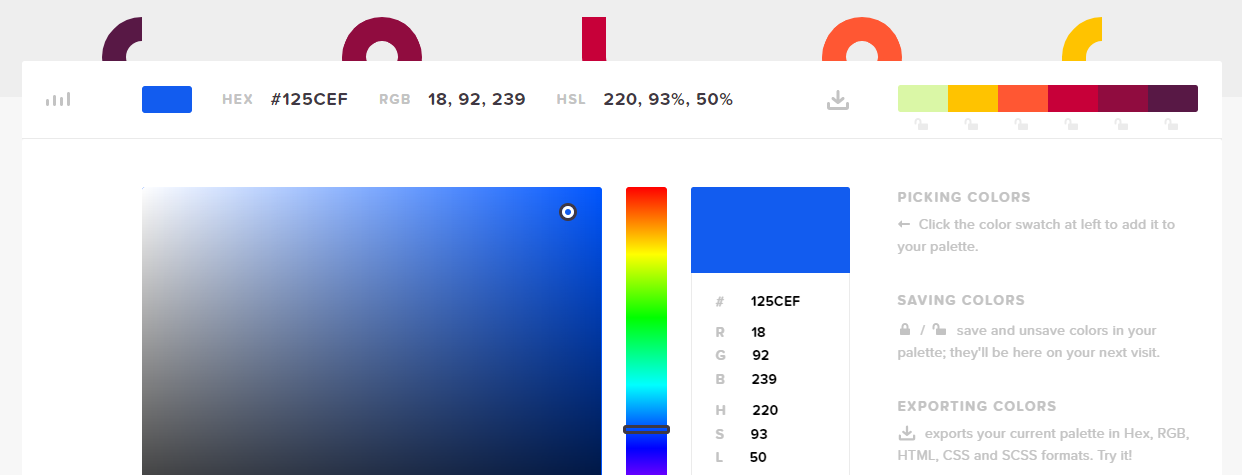 HEX #125CEF RGB 18, 92, 239 HSL 220, 93%, 50%
PICKING COLORS
← Click the color swatch at left to add it to
your palette.
# 125CEF
SAVING COLORS
R 18
/ save and unsave colors in your
G 92
palette; they'll be here on your next visit.
B 239
H 220
EXPORTING COLORS
S 93
exports your current palette in Hex, RGB,
L 50
HTML, CSS and SCSS formats. Try it!